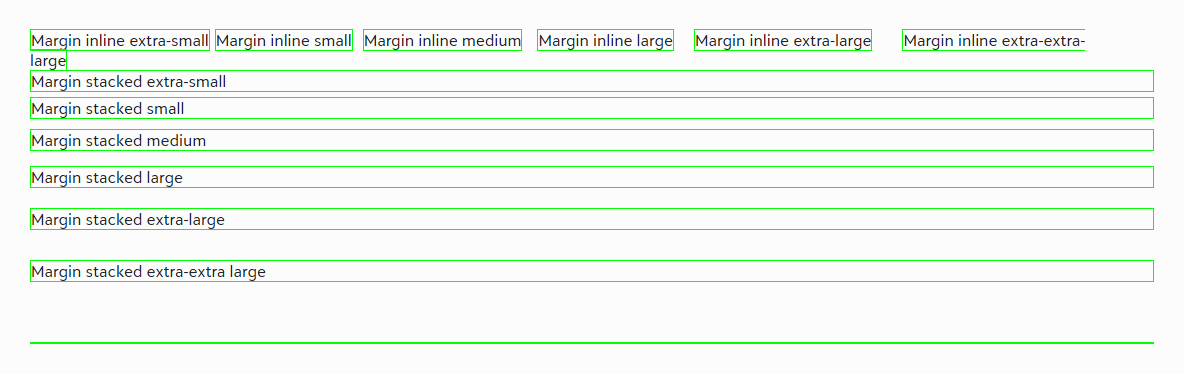 Margin inline extra-small Margin inline small Margin inline medium Margin inline large Margin inline extra-large Margin inline extra-extra-
large
Margin stacked extra-small
Margin stacked small
Margin stacked medium
Margin stacked large
Margin stacked extra-large
Margin stacked extra-extra large